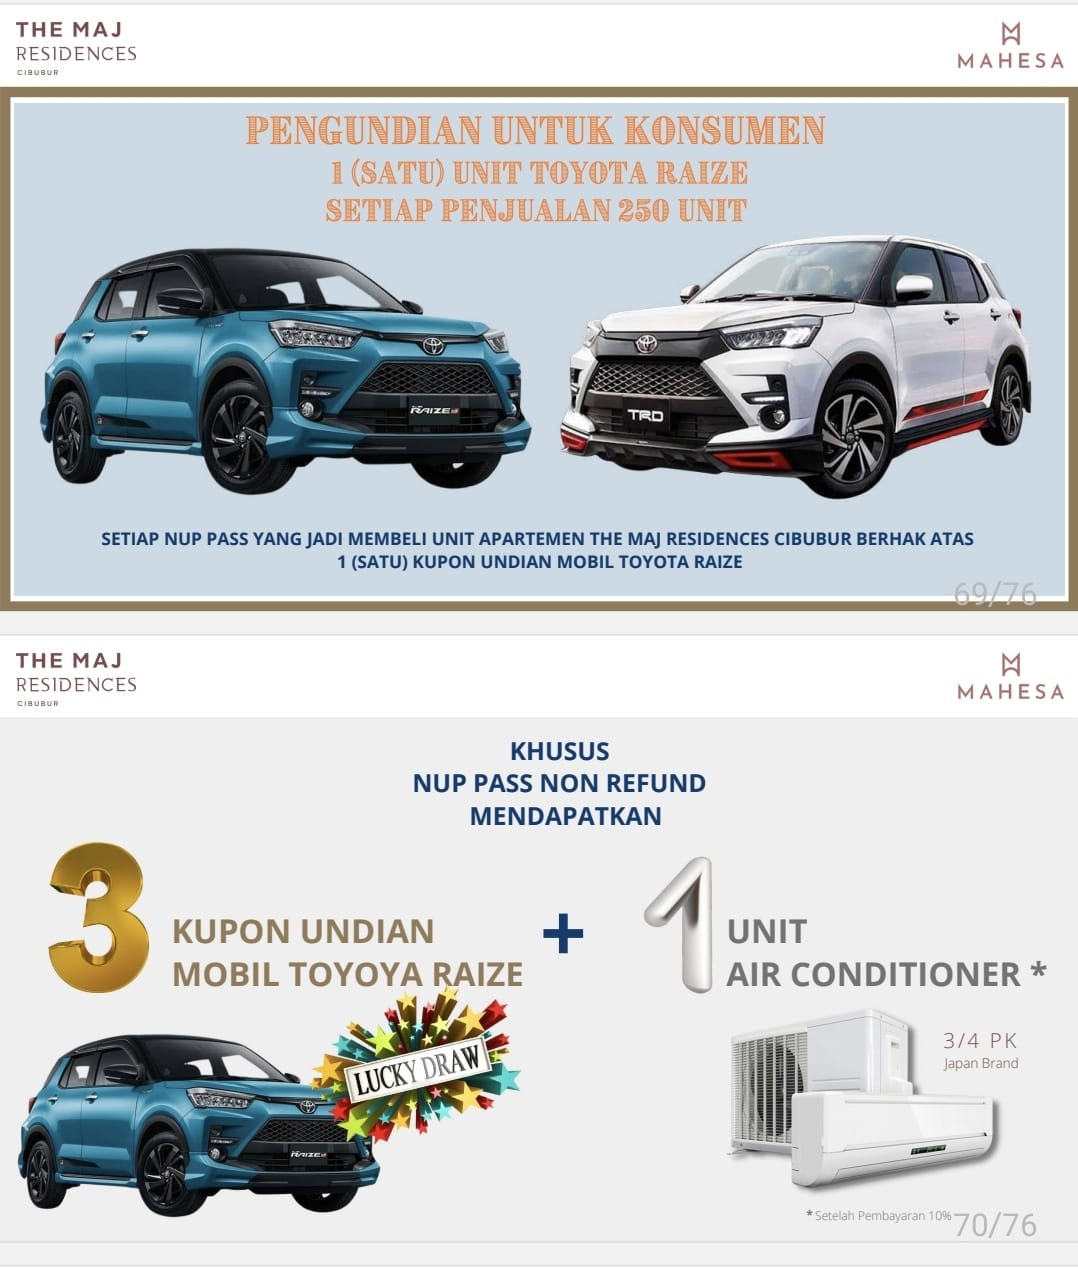 THE MAJ
RESIDENCES
CIBUBUR
MAHESA
PENGUNDIAN UNTUK KONSUMEN
1 (SATU) UNIT TOYOTA RAIZE
SETIAP PENJUALAN 250 UNIT
RAIZE
TRD
SETIAP NUP PASS YANG JADI MEMBELI UNIT APARTEMEN THE MAJ RESIDENCES CIBUBUR BERHAK ATAS
1 (SATU) KUPON UNDIAN MOBIL TOYOTA RAIZE
69/76
THE MAJ
RESIDENCES
CIBUBUR
MAHESA
KHUSUS
NUP PASS NON REFUND
MENDAPATKAN
3 KUPON UNDIAN
MOBIL TOYOYA RAIZE
+
1 UNIT
AIR CONDITIONER *
LUCKY DRAW
RAIZE
3/4 PK
Japan Brand
* Setelah Pembayaran 10%
70/76